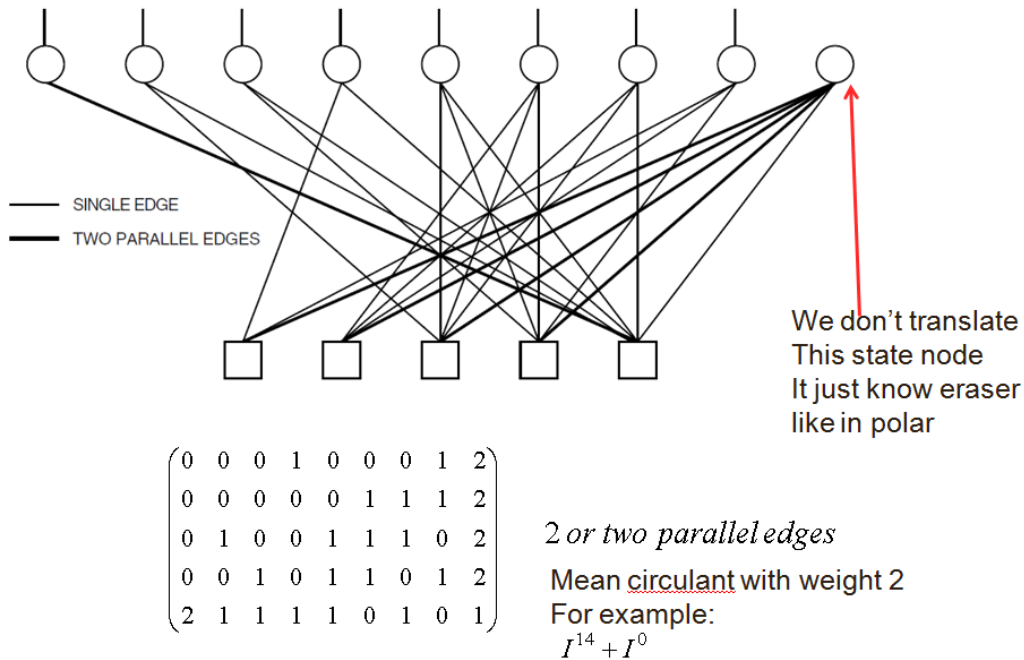 SINGLE EDGE
TWO PARALLEL EDGES
We don’t translate
This state node
It just know eraser
like in polar
0 0 0 1 0 0 0 1 2
0 0 0 0 0 1 1 1 2
0 1 0 0 1 1 1 0 2
0 0 1 0 1 1 0 1 2
2 1 1 1 1 0 1 0 1
2 or two parallel edges
Mean circulant with weight 2
For example:
I^14 + I^0